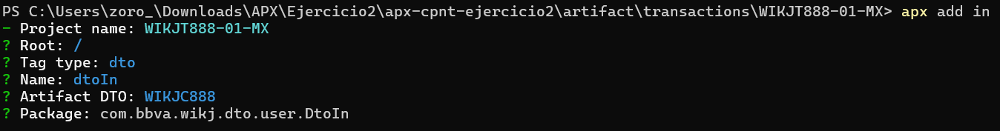 PS C:\Users\zoro_\Downloads\APX\Ejercicio2\apx-cpnt-ejercicio2\artifact\transactions\WIKJT888-01-MX> apx add in
- Project name: WIKJT888-01-MX
? Root: /
? Tag type: dto
? Name: dtoIn
? Artifact DTO: WIKJC888
? Package: com.bbva.wikj.dto.user.DtoIn